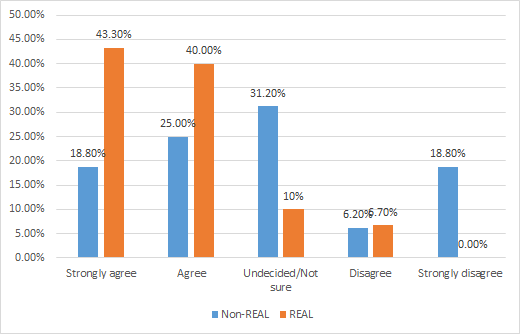 50.00%
45.00%
40.00%
35.00%
30.00%
25.00%
20.00%
15.00%
10.00%
5.00%
0.00%
18.80%
43.30%
25.00%
40.00%
31.20%
10%
6.20%
6.70%
18.80%
0.00%
Strongly agree
Agree
Undecided/Not
sure
Disagree
Strongly disagree
Non-REAL
REAL